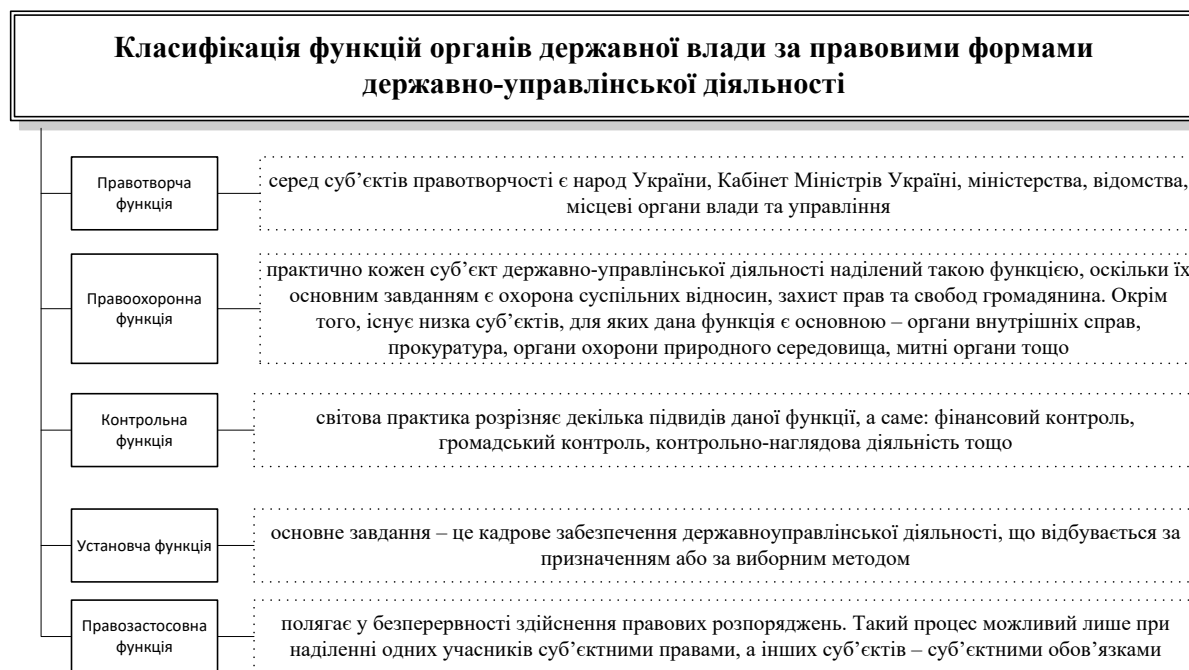 Класифікація функцій органів державної влади за правовими формами
державно-управлінської діяльності
Правотворча
функція
серед суб’єктів правотворчості є народ України, Кабінет Міністрів Україні, міністерства, відомства,
місцеві органи влади та управління
Правоохоронна
функція
практично кожен суб’єкт державно-управлінської діяльності наділений такою функцією, оскільки їх
основним завданням є охорона суспільних відносин, захист прав та свобод громадянина. Окрім
того, існує низка суб’єктів, для яких дана функція є основною – органи внутрішніх справ,
прокуратура, органи охорони природного середовища, митні органи тощо
Контрольна
функція
світова практика розрізняє декілька підвидів даної функції, а саме: фінансовий контроль,
громадський контроль, контрольно-наглядова діяльність тощо
Установча функція
основне завдання – це кадрове забезпечення державноуправлінської діяльності, що відбувається за
призначенням або за виборним методом
Правозастосовна
функція
полягає у безперервності здійснення правових розпоряджень. Такий процес можливий лише при
наділенні одних учасників суб’єктними правами, а інших суб’єктів – суб’єктними обов’язками